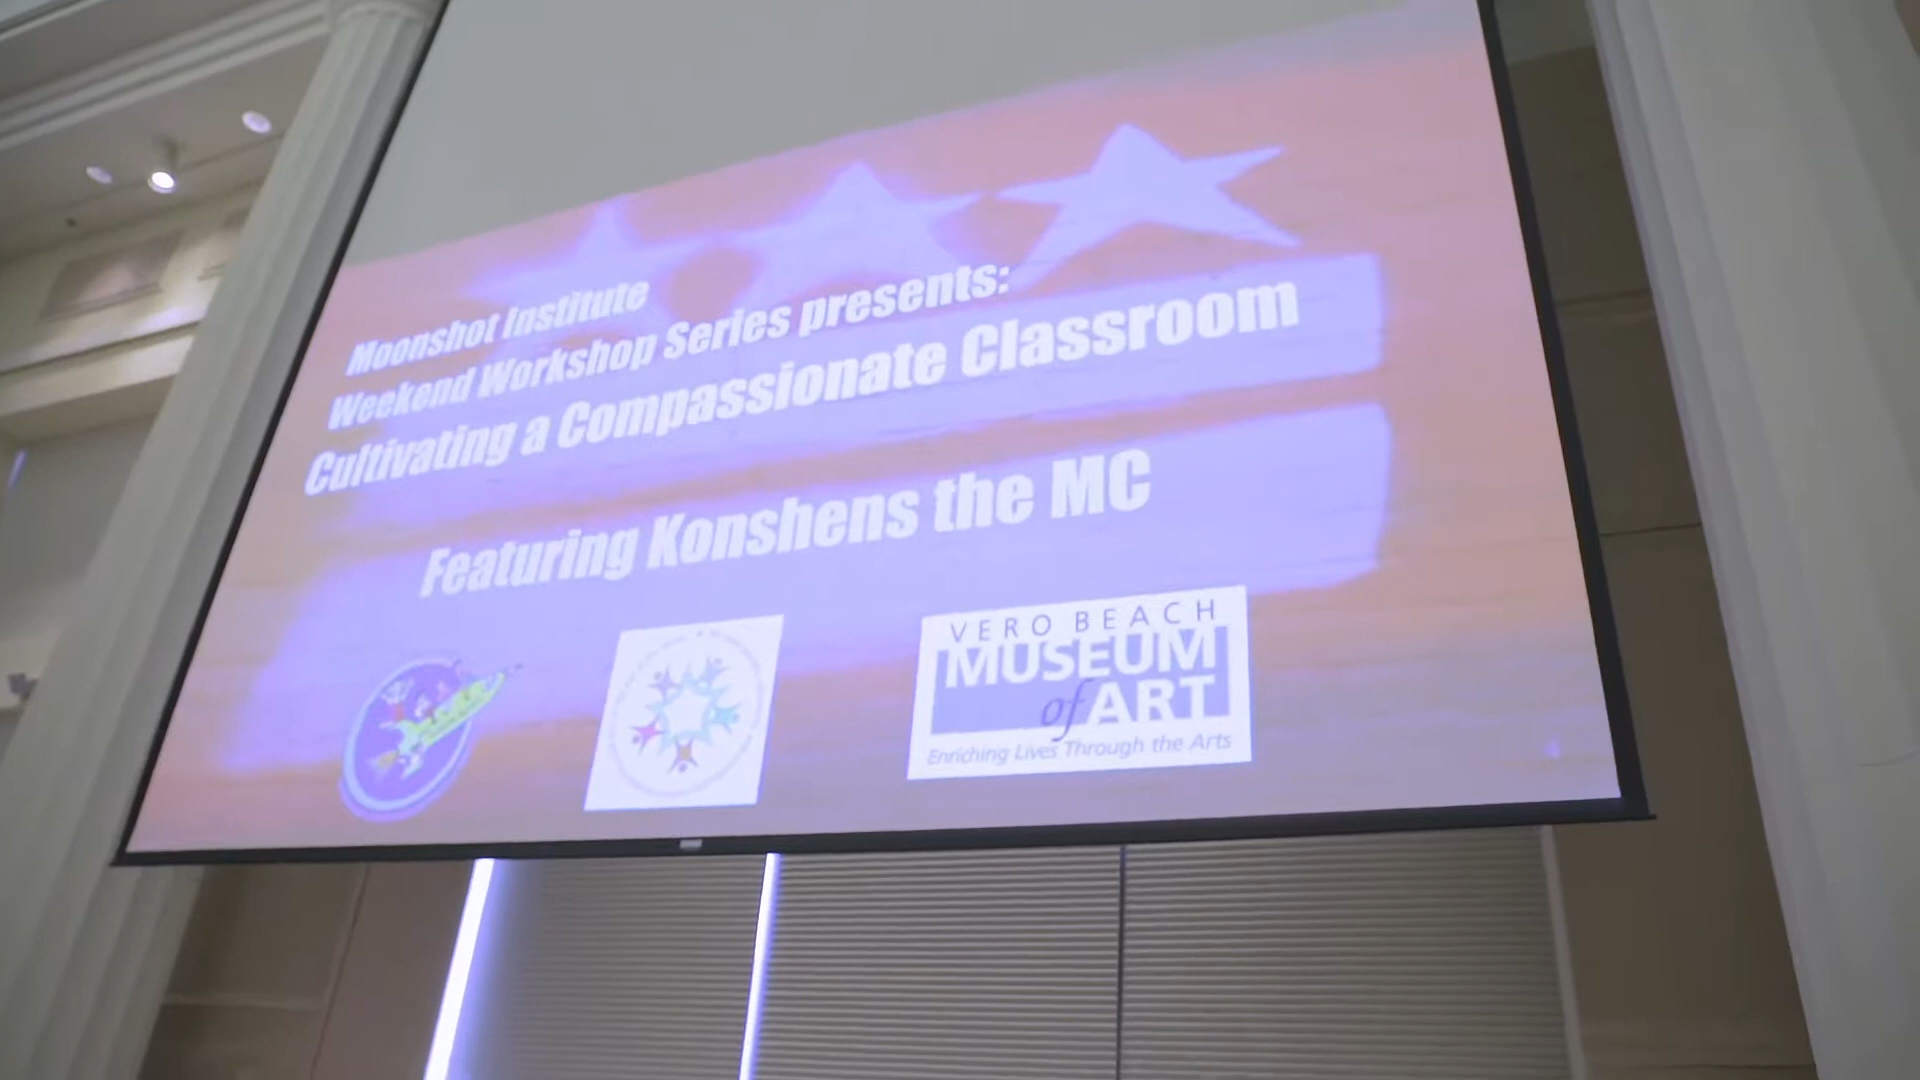 Moonshot Institute
Weekend Workshop Series presents:
Cultivating a Compassionate Classroom
Featuring Konshens the MC
VERO BEACH
MUSEUM
of ART
Enriching Lives Through the Arts